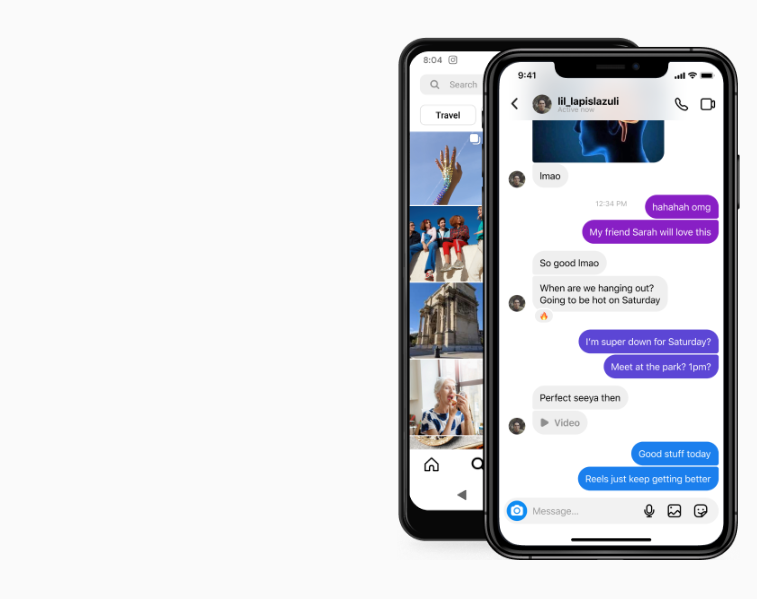 8:04
Search
Travel
9:41
lil_lapislazuli
Active now
lmao
12:34 PM
hahahah omg
My friend Sarah will love this
So good lmao
When are we hanging out?
Going to be hot on Saturday
I'm super down for Saturday?
Meet at the park? 1pm?
Perfect seeya then
Video
Good stuff today
Reels just keep getting better
Message...